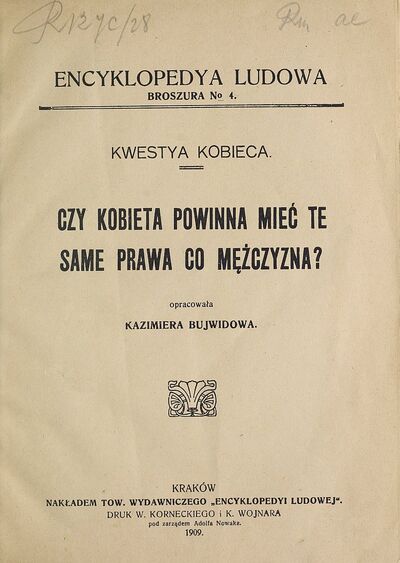 ENCYKLOPEDYA LUDOWA
BROSZURA No 4.
KWESTYA KOBIECA.
CZY KOBIETA POWINNA MIEĆ TE
SAME PRAWA CO MĘŻCZYZNA?
opracowała
KAZIMIERA BUJWIDOWA.
KRAKÓW
NAKŁADEM TOW. WYDAWNICZEGO „ENCYKLOPEDYI LUDOWEJ“.
DRUK W. KORNECKIEGO i K. WOJNARA
pod zarządem Adolfa Nowaka.
1909.